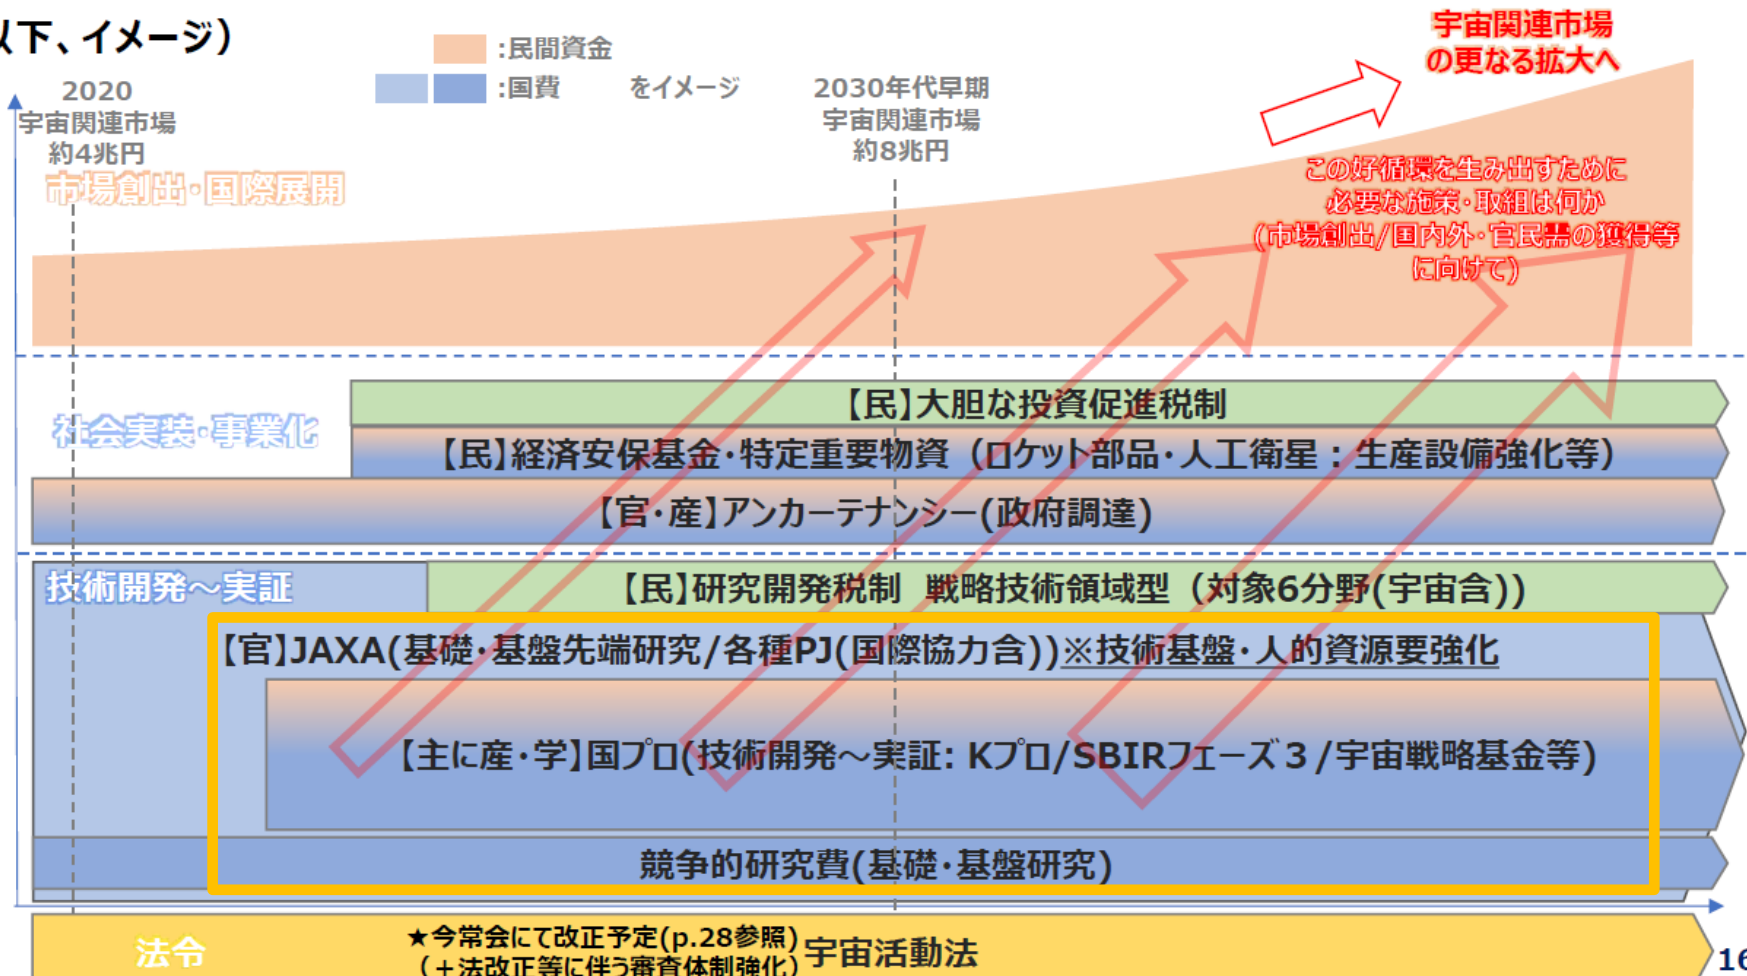 以下、イメージ）
:民間資金
:国費
をイメージ
2020
宇宙関連市場
約4兆円
2030年代早期
宇宙関連市場
約8兆円
宇宙関連市場
の更なる拡大へ
市場創出・国際展開
この好循環を生み出すために
必要な施策・取組は何か
(市場創出/国内外・官民需の獲得等
に向けて)
【民】大胆な投資促進税制
社会実装・事業化
【民】経済安保基金・特定重要物資（ロケット部品・人工衛星：生産設備強化等）
【官・産】アンカーテナンシー(政府調達)
技術開発～実証
【民】研究開発税制 戦略技術領域型（対象6分野(宇宙含)）
【官】JAXA(基礎・基盤先端研究/各種PJ(国際協力含))※技術基盤・人的資源要強化
【主に産・学】国プロ(技術開発～実証: Kプロ/SBIRフェーズ３/宇宙戦略基金等)
競争的研究費(基礎・基盤研究)
法令
★今常会にて改正予定(p.28参照)
（＋法改正等に伴う審査体制強化）
宇宙活動法
16